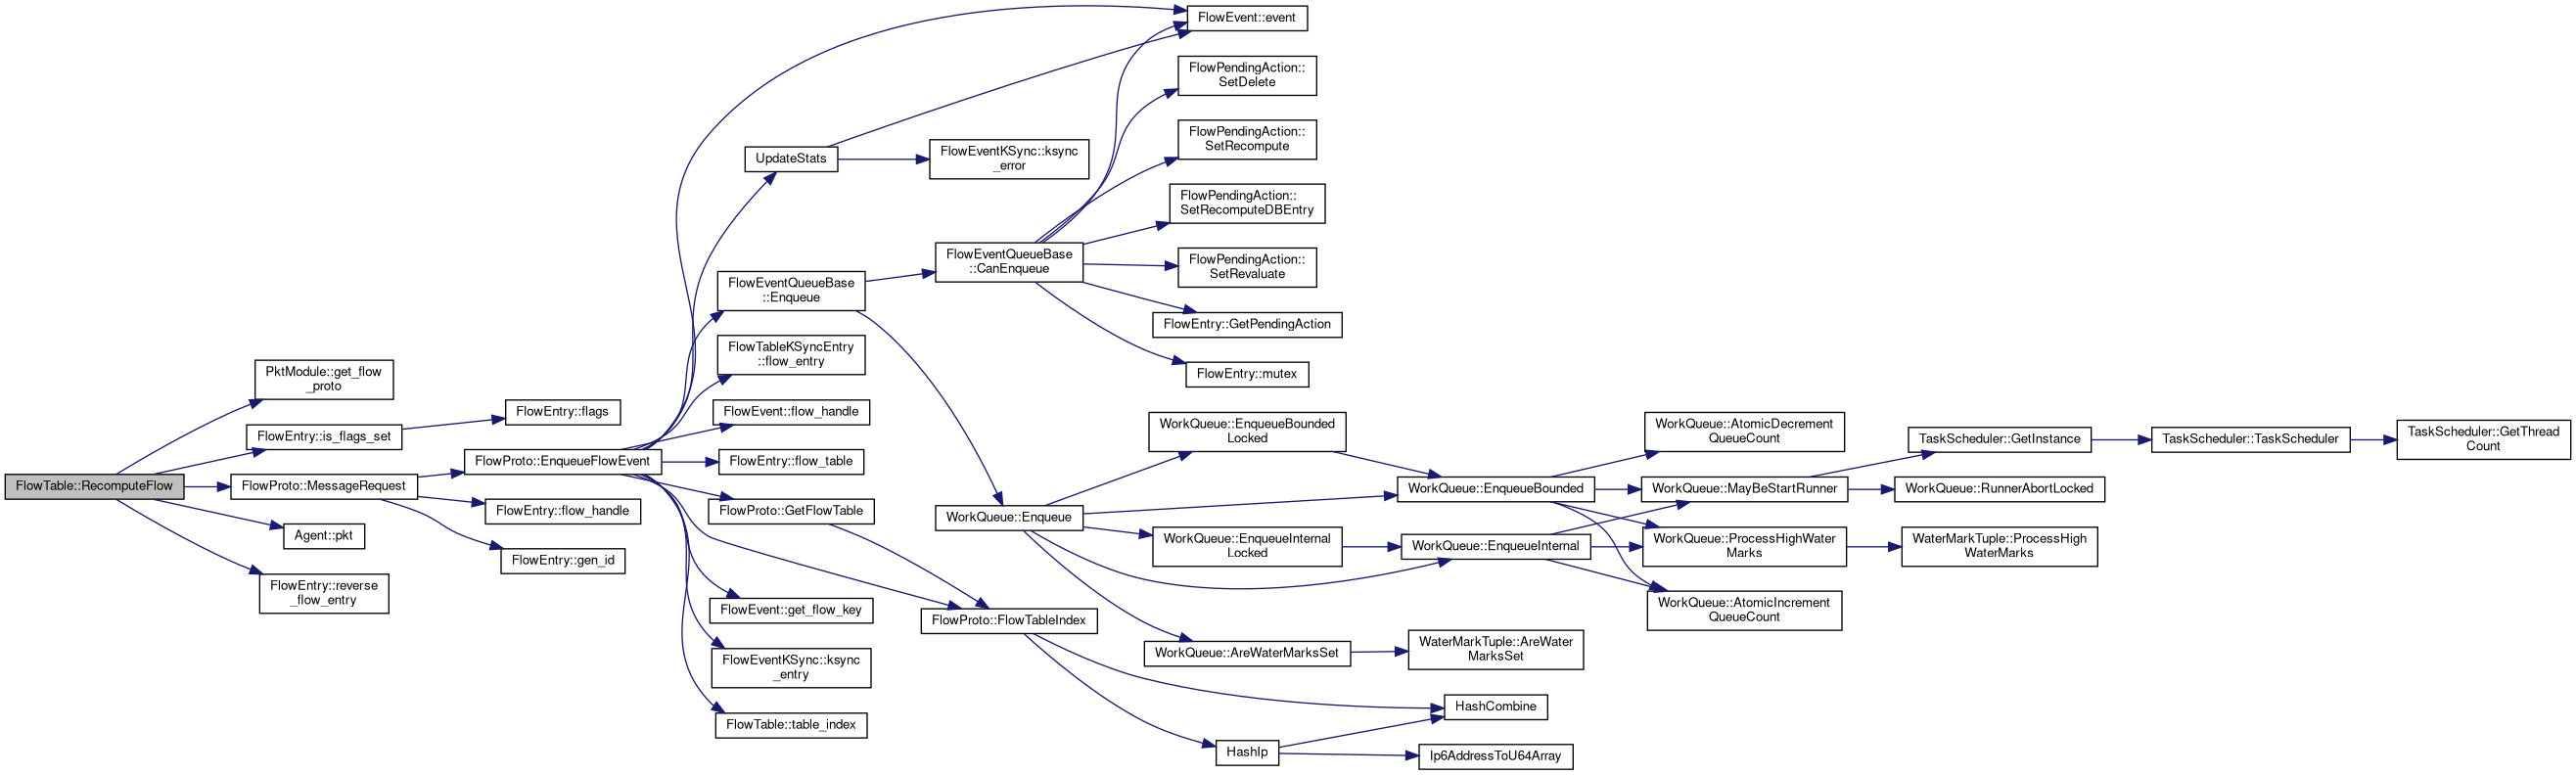 FlowTable::RecomputeFlow
PktModule::get_flow
_proto
FlowEntry::is_flags_set
FlowProto::MessageRequest
Agent::pkt
FlowEntry::reverse
_flow_entry
FlowEntry::flags
FlowProto::EnqueueFlowEvent
FlowEntry::flow_handle
FlowEntry::gen_id
UpdateStats
FlowEventQueueBase
::Enqueue
FlowTableKSyncEntry
::flow_entry
FlowEvent::flow_handle
FlowEntry::flow_table
FlowProto::GetFlowTable
FlowEvent::get_flow_key
FlowEventKSync::ksync
_entry
FlowTable::table_index
FlowEventKSync::ksync
_error
FlowEventQueueBase
::CanEnqueue
WorkQueue::Enqueue
FlowProto::FlowTableIndex
FlowEvent::event
FlowPendingAction::
SetDelete
FlowPendingAction::
SetRecompute
FlowPendingAction::
SetRecomputeDBEntry
FlowPendingAction::
SetRevaluate
FlowEntry::GetPendingAction
FlowEntry::mutex
WorkQueue::EnqueueBounded
Locked
WorkQueue::EnqueueInternal
Locked
WorkQueue::AreWaterMarksSet
HashIp
WorkQueue::EnqueueBounded
WorkQueue::EnqueueInternal
WaterMarkTuple::AreWater
MarksSet
HashCombine
Ip6AddressToU64Array
WorkQueue::AtomicDecrement
QueueCount
WorkQueue::MayBeStartRunner
WorkQueue::ProcessHighWater
Marks
WorkQueue::AtomicIncrement
QueueCount
TaskScheduler::GetInstance
WorkQueue::RunnerAbortLocked
WaterMarkTuple::ProcessHigh
WaterMarks
TaskScheduler::TaskScheduler
TaskScheduler::GetThread
Count